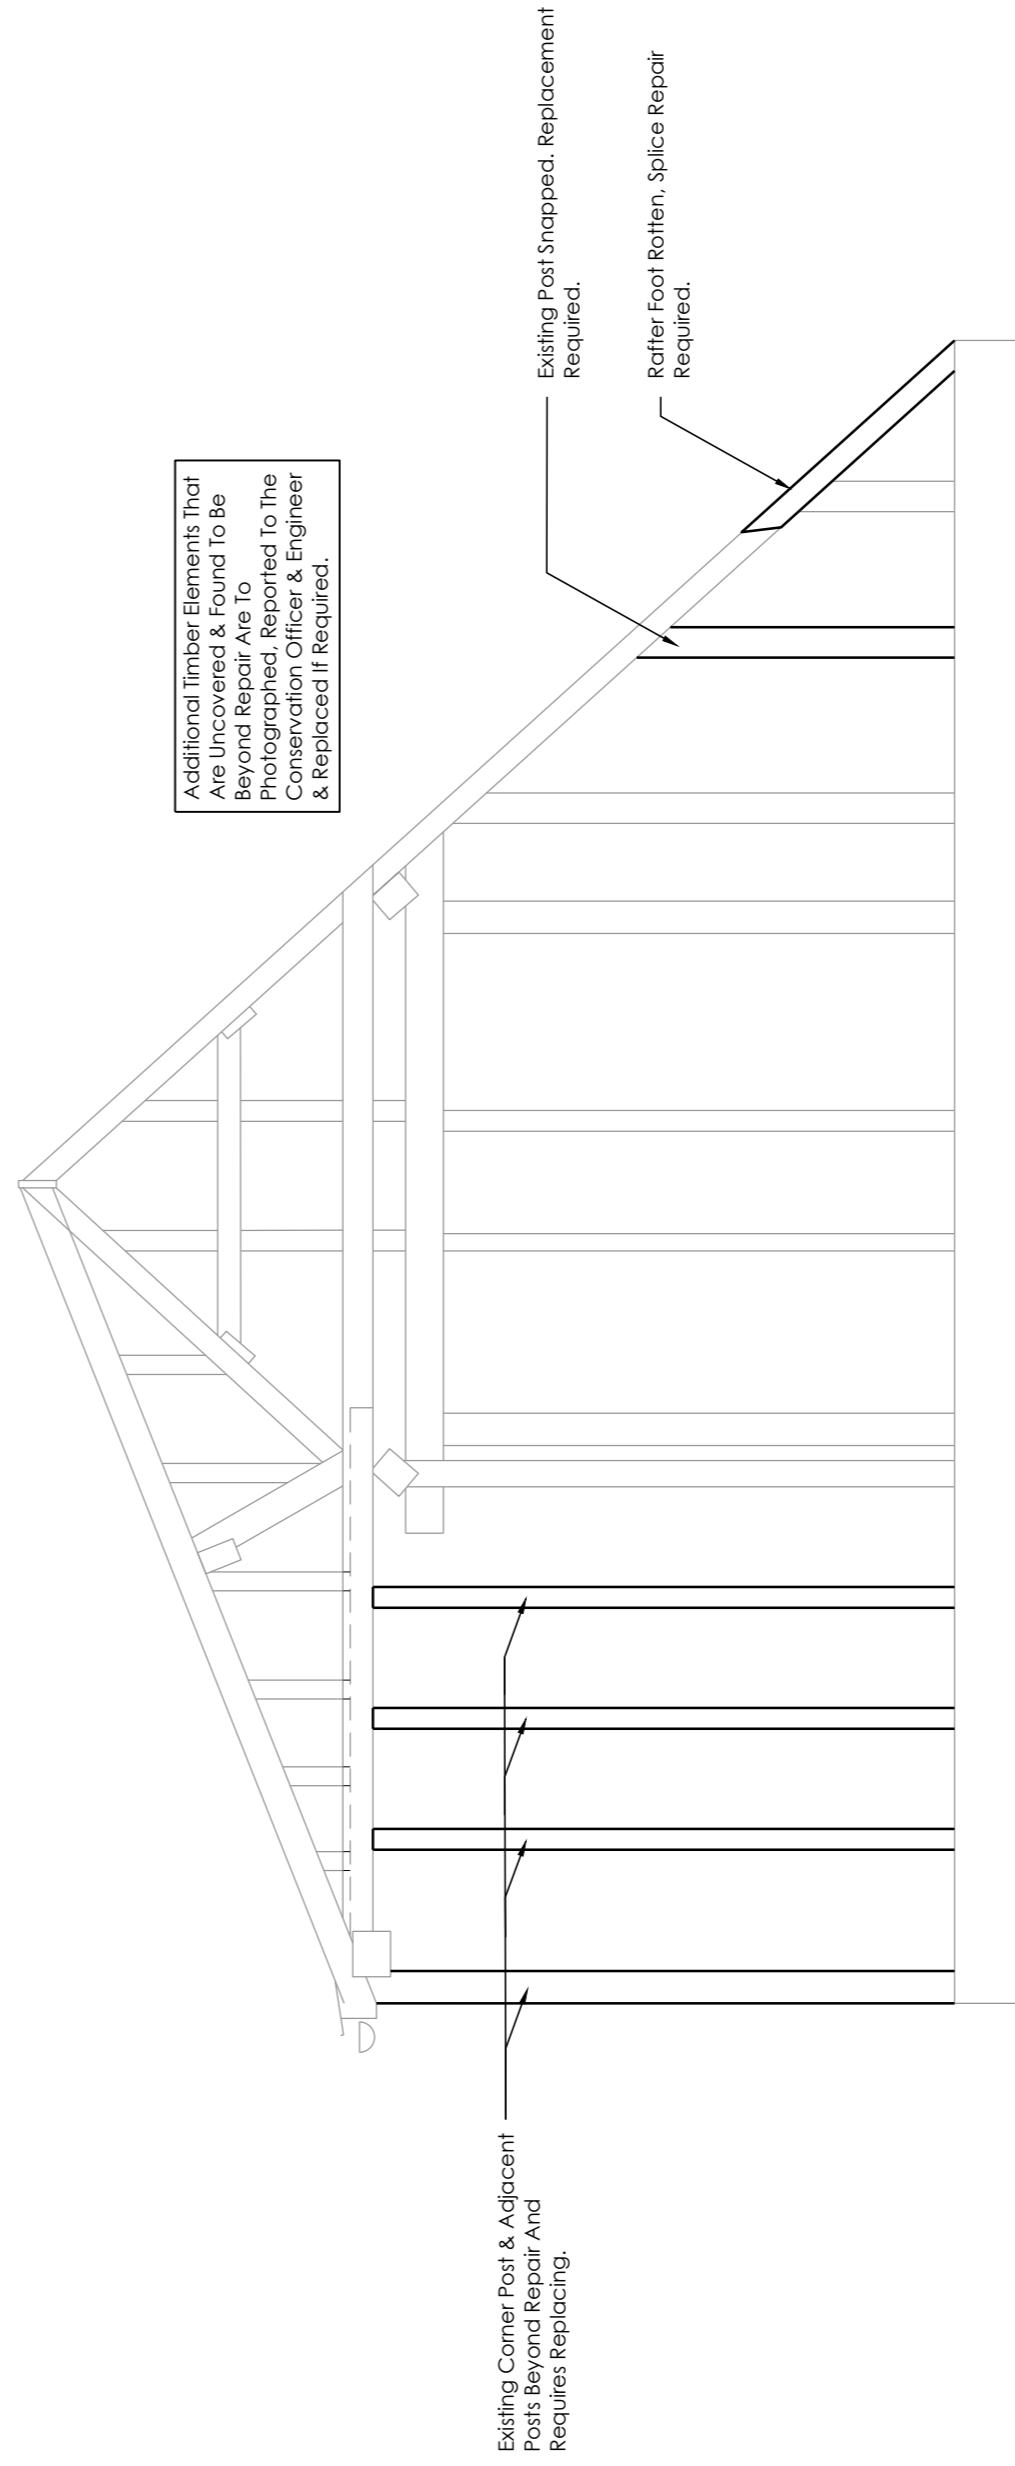 Additional Timber Elements That
Are Uncovered & Found To Be
Beyond Repair Are To
Photographed, Reported To The
Conservation Officer & Engineer
& Replaced If Required.
Existing Corner Post & Adjacent
Posts Beyond Repair And
Requires Replacing.
Existing Post Snapped. Replacement
Required.
Rafter Foot Rotten, Splice Repair
Required.